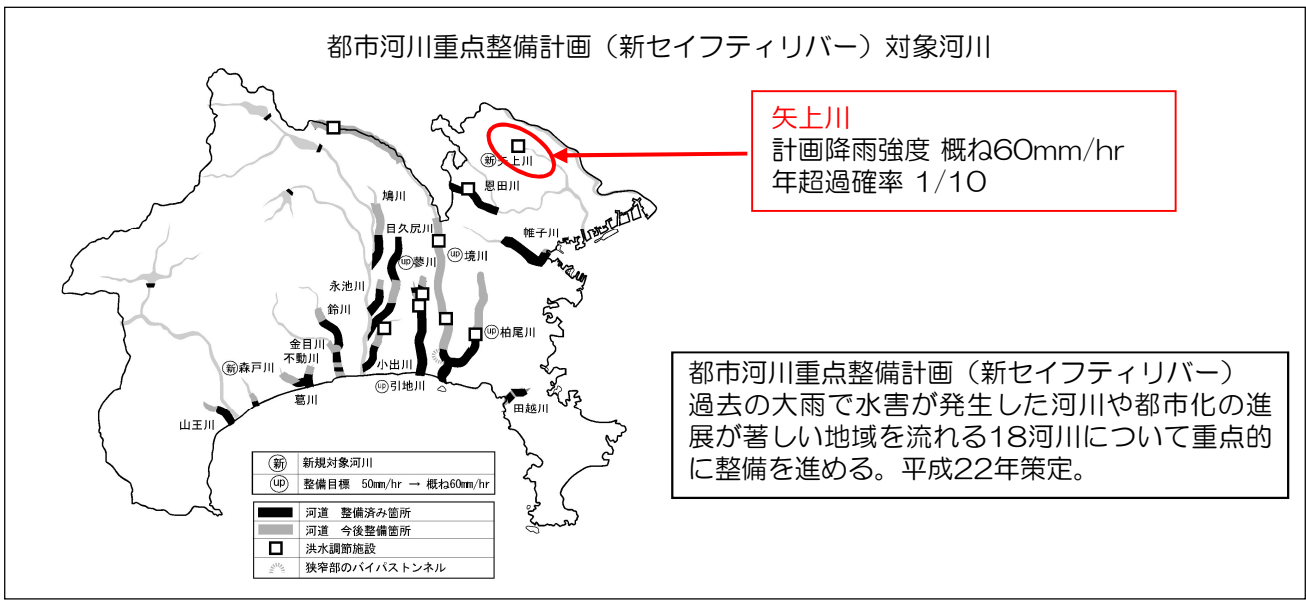 都市河川重点整備計画（新セイフティリバー）対象河川
矢上川
計画降雨強度 概ね60mm/hr
年超過確率 1/10
新矢上川
恩田川
鳩川
目久尻川
帷子川
up蓼川
up境川
永池川
鈴川
up柏尾川
金目川
不動川
新森戸川
小出川
up引地川
葛川
田越川
山王川
都市河川重点整備計画（新セイフティリバー）
過去の大雨で水害が発生した河川や都市化の進
展が著しい地域を流れる18河川について重点的
に整備を進める。平成22年策定。
新 新規対象河川
up 整備目標 50mm/hr → 概ね60mm/hr
河道 整備済み箇所
河道 今後整備箇所
洪水調節施設
狭窄部のバイパストンネル